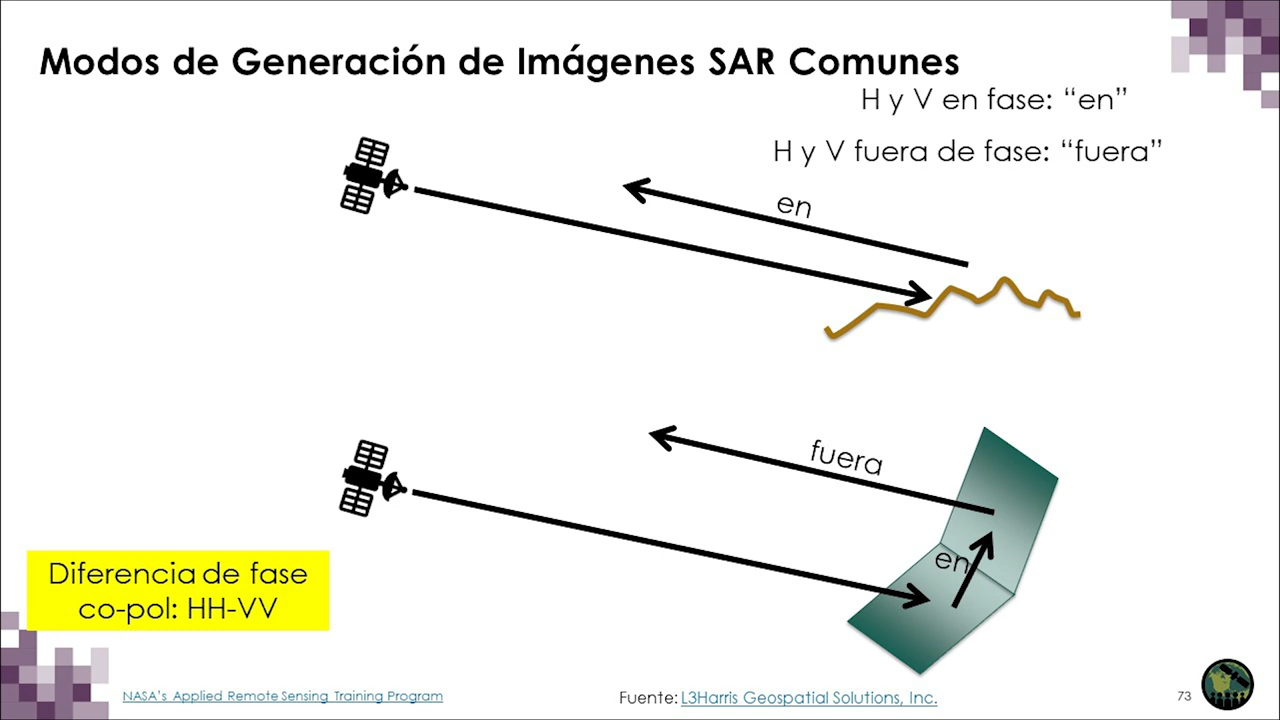 Modos de Generación de Imágenes SAR Comunes
H y V en fase: “en”
H y V fuera de fase: “fuera”
en
fuera
en
Diferencia de fase
co-pol: HH-VV
NASA's Applied Remote Sensing Training Program
Fuente: L3Harris Geospatial Solutions, Inc.
73